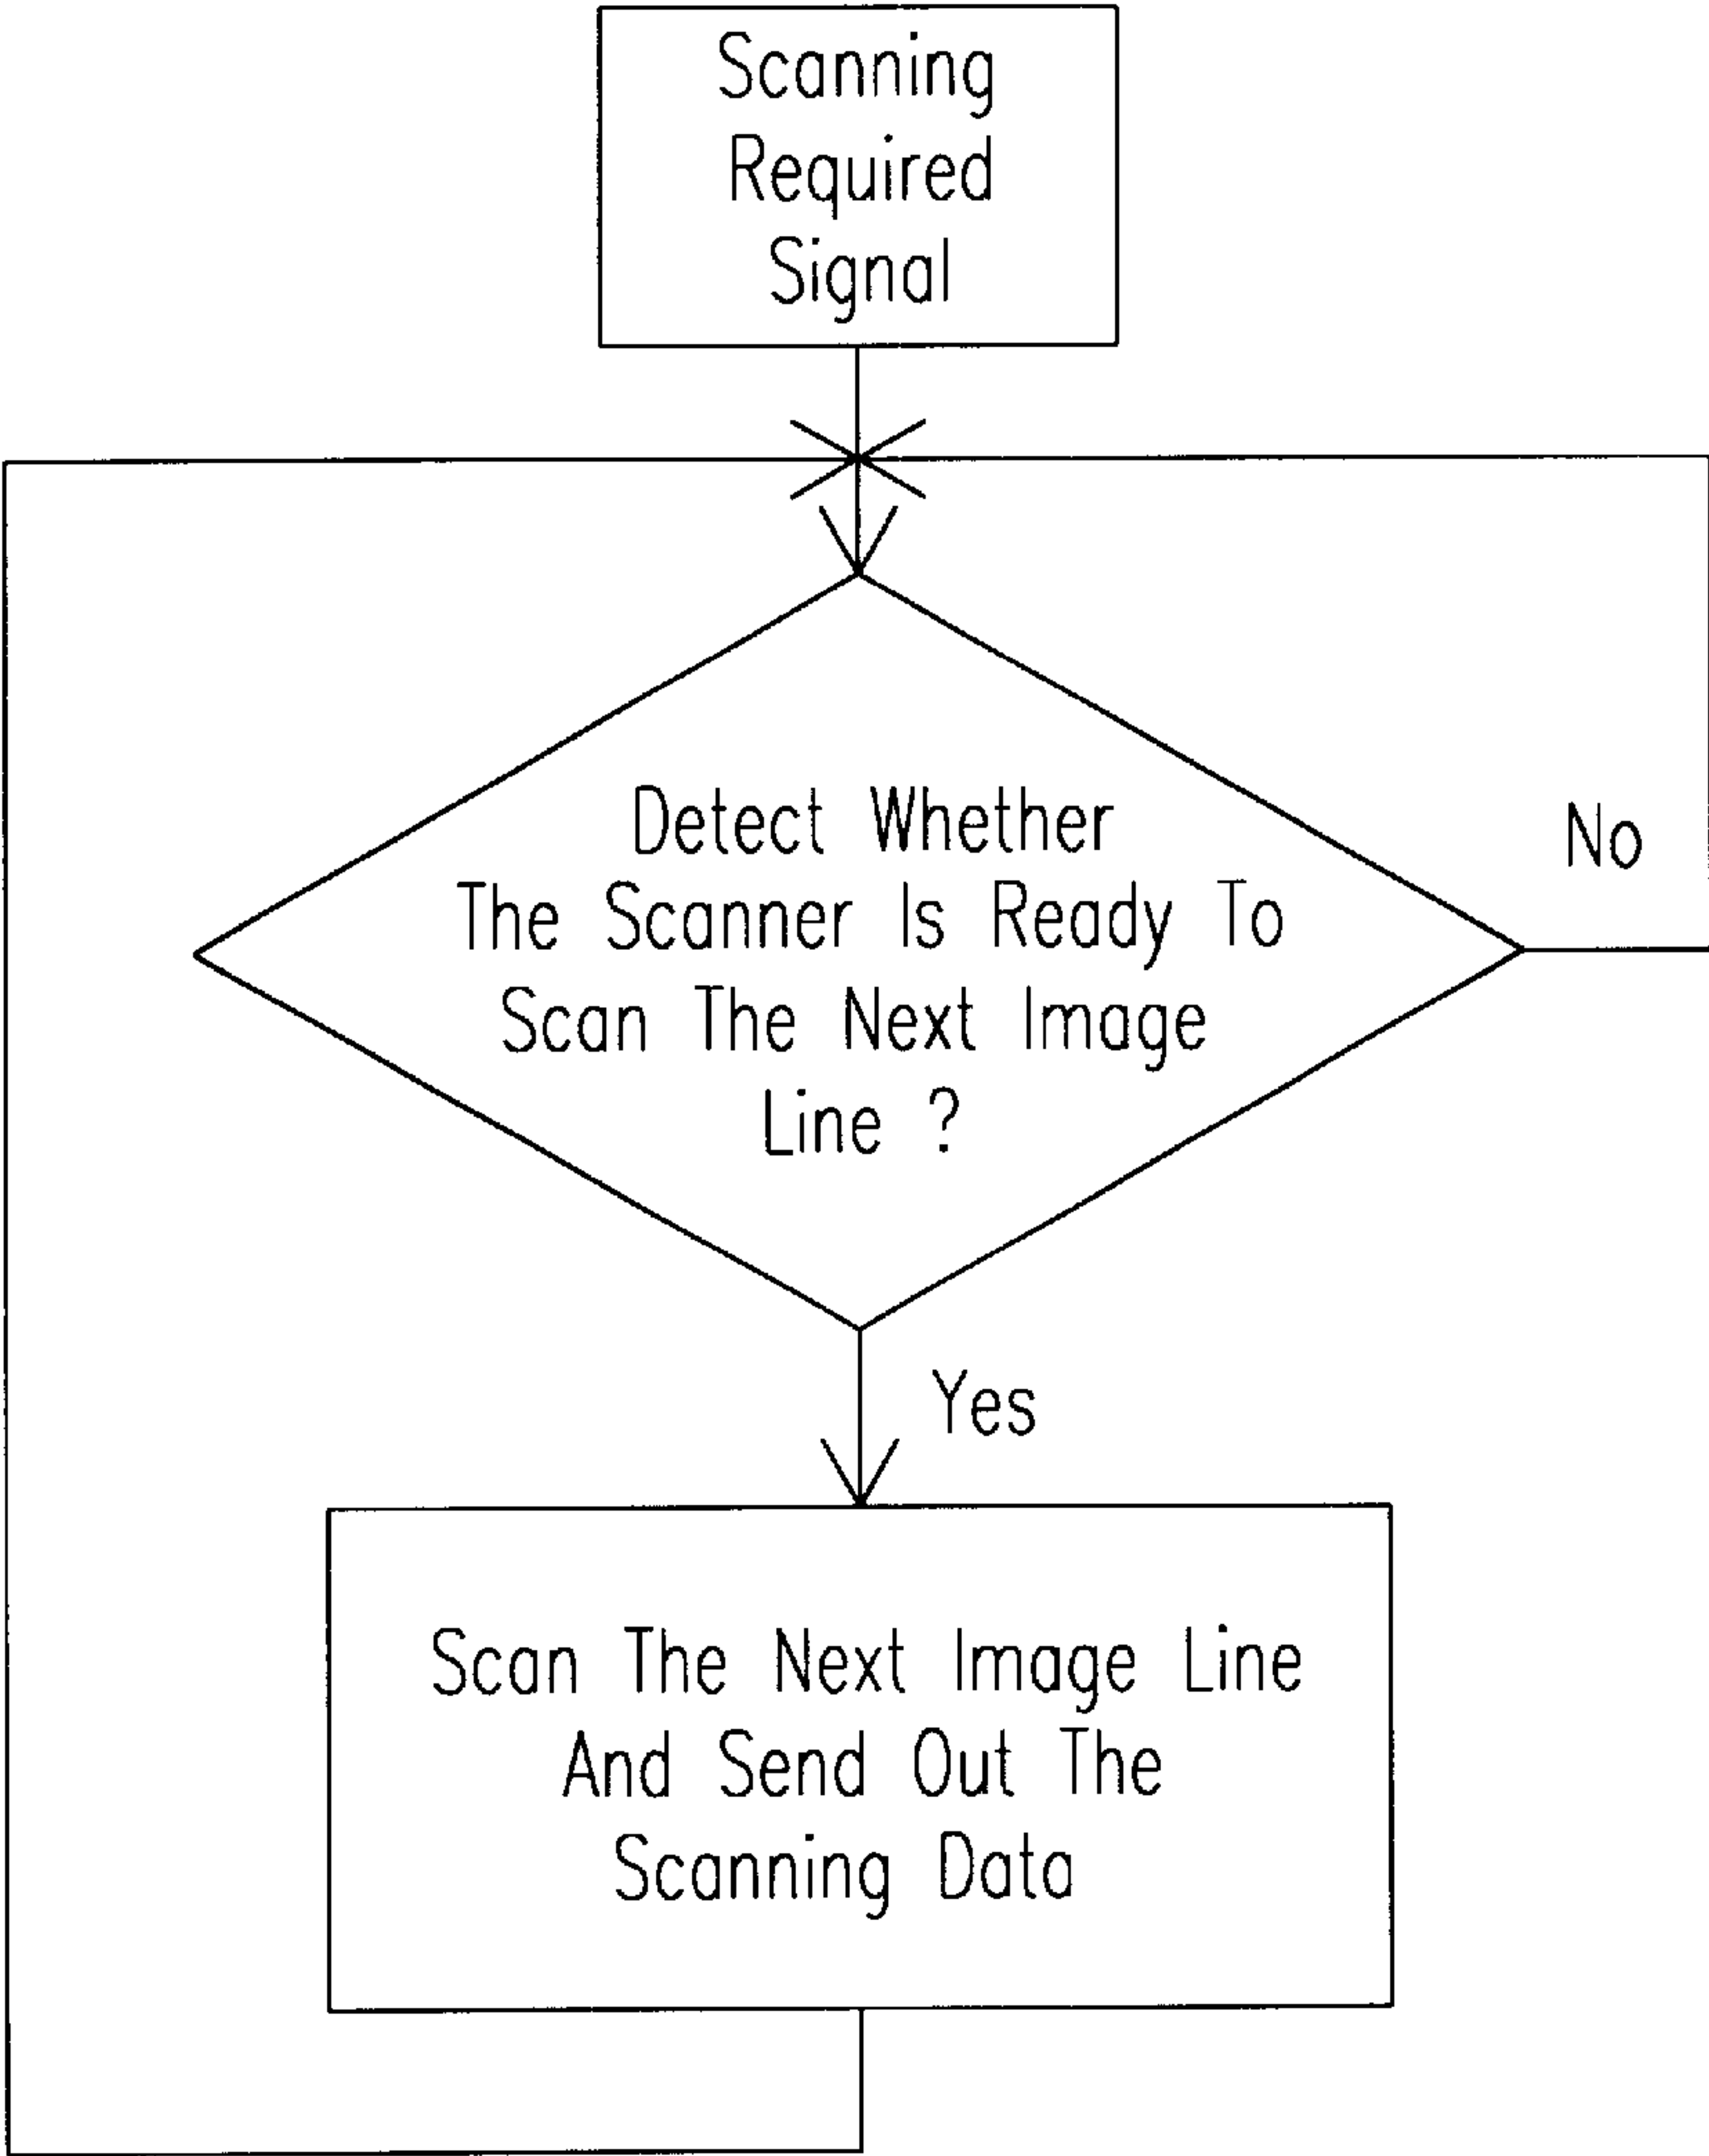 Scanning
Required
Signal
Detect Whether
The Scanner Is Ready To
Scan The Next Image
Line ?
No
Yes
Scan The Next Image Line
And Send Out The
Scanning Data